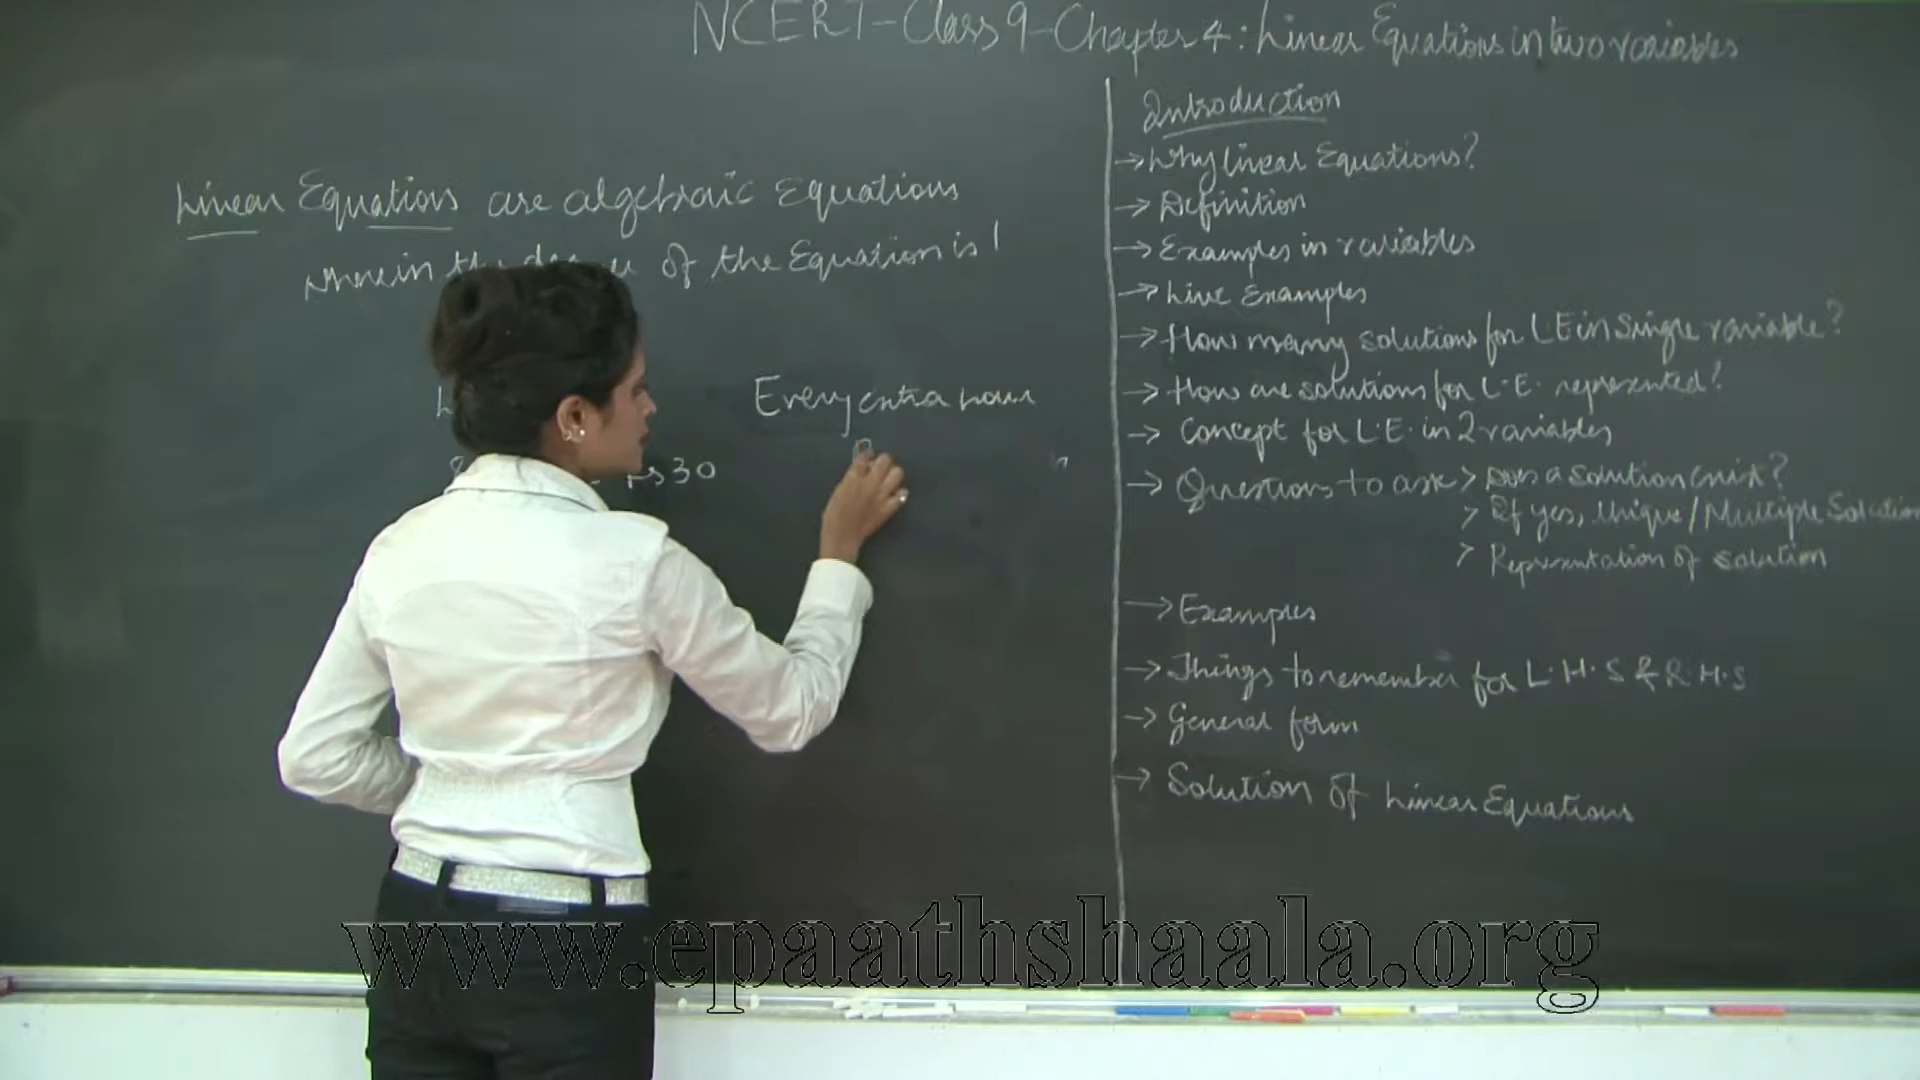 NCERT-Class 9-Chapter 4: Linear Equations in two variables
Linear Equations are algebraic Equations
wherein the of the Equation is 1
Every extra hour
Rs 30
Introduction
→ Why linear Equations?
→ Definition
→ Examples in variables
→ Live Examples
→ How many solutions for L.E in Single variable?
→ How are solutions for L.E. represented?
→ Concept for L.E. in 2 variables
→ Questions to ask > Does a solution exist?
> If yes, Unique/Multiple Solution
> Representation of solution
→ Examples
→ Things to remember for L.H.S & R.H.S
→ General form
→ Solution of Linear Equations
www.epaathshaala.org